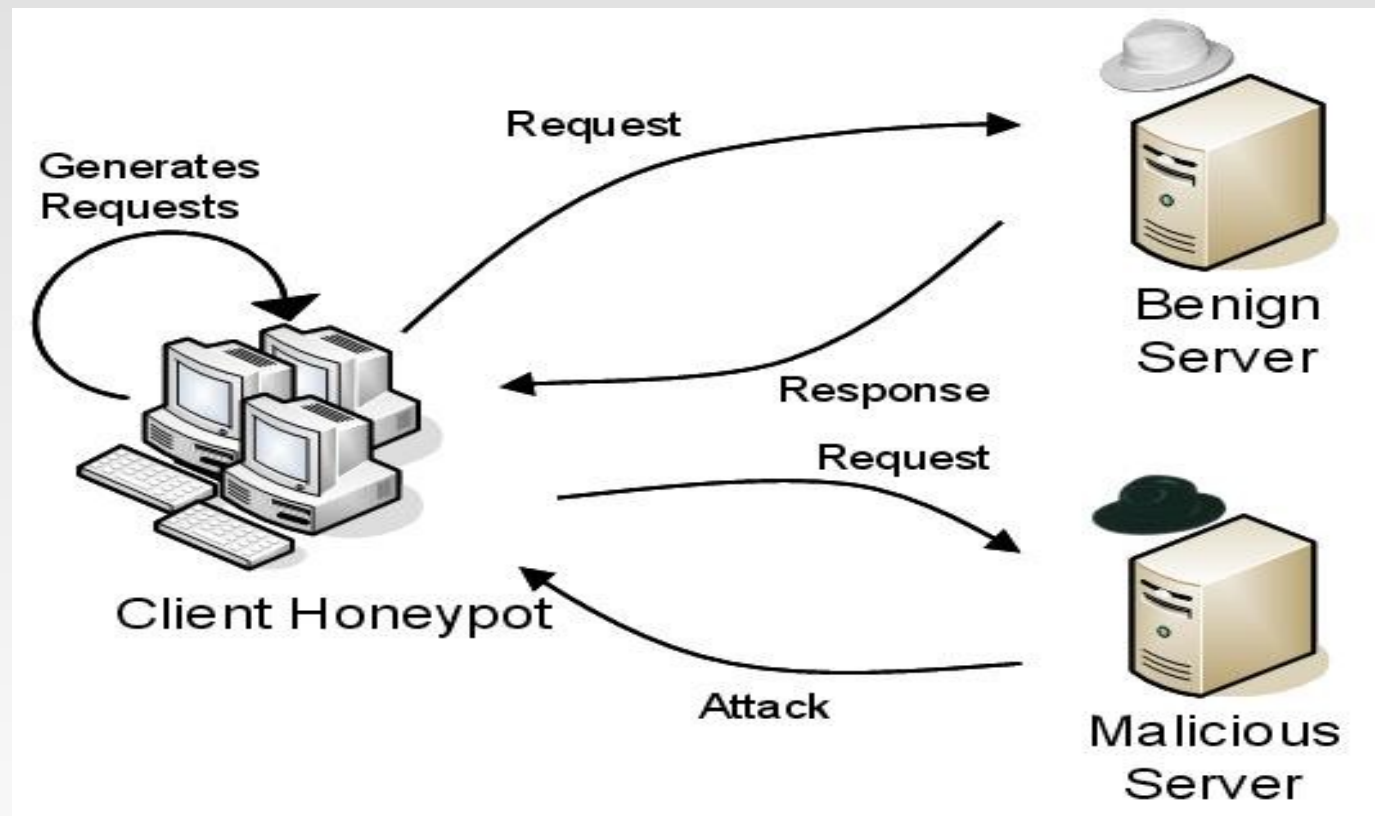 Request
Generates
Requests
Benign
Server
Response
Request
Client Honeypot
Attack
Malicious
Server